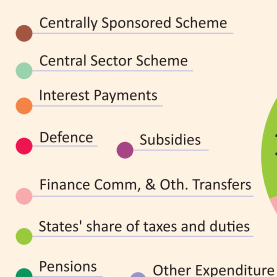 Centrally Sponsored Scheme
Central Sector Scheme
Interest Payments
Defence
Subsidies
Finance Comm, & Oth. Transfers
States' share of taxes and duties
Pensions
Other Expenditure